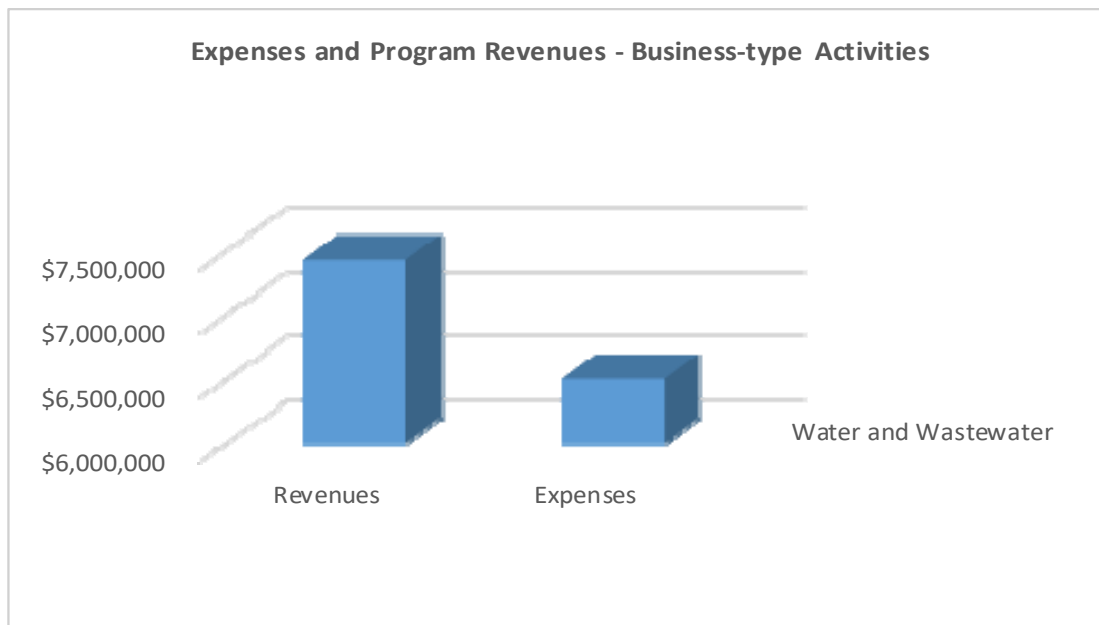 Expenses and Program Revenues - Business-type Activities
$7,500,000
$7,000,000
$6,500,000
$6,000,000
Water and Wastewater
Revenues
Expenses